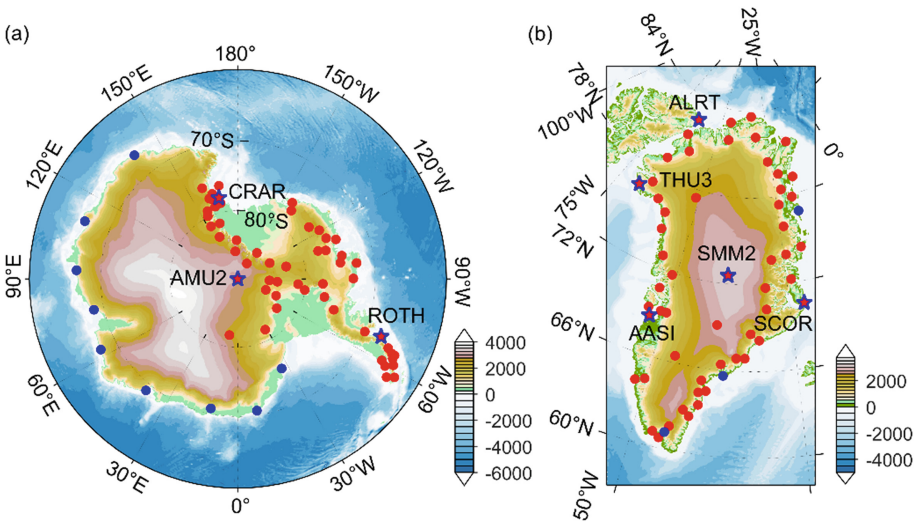 (a)
180°
150°E
150°W
120°E
120°W
70°S
CRAR
80°S
90°E
AMU2
90°W
ROTH
60°E
60°W
30°E
30°W
0°
4000
2000
0
-2000
-4000
-6000
(b)
84°N
25°W
78°N
ALRT
100°W
0°
THU3
75°W
72°N
SMM2
AASI
SCOR
66°N
60°N
50°W
2000
0
-2000
-4000